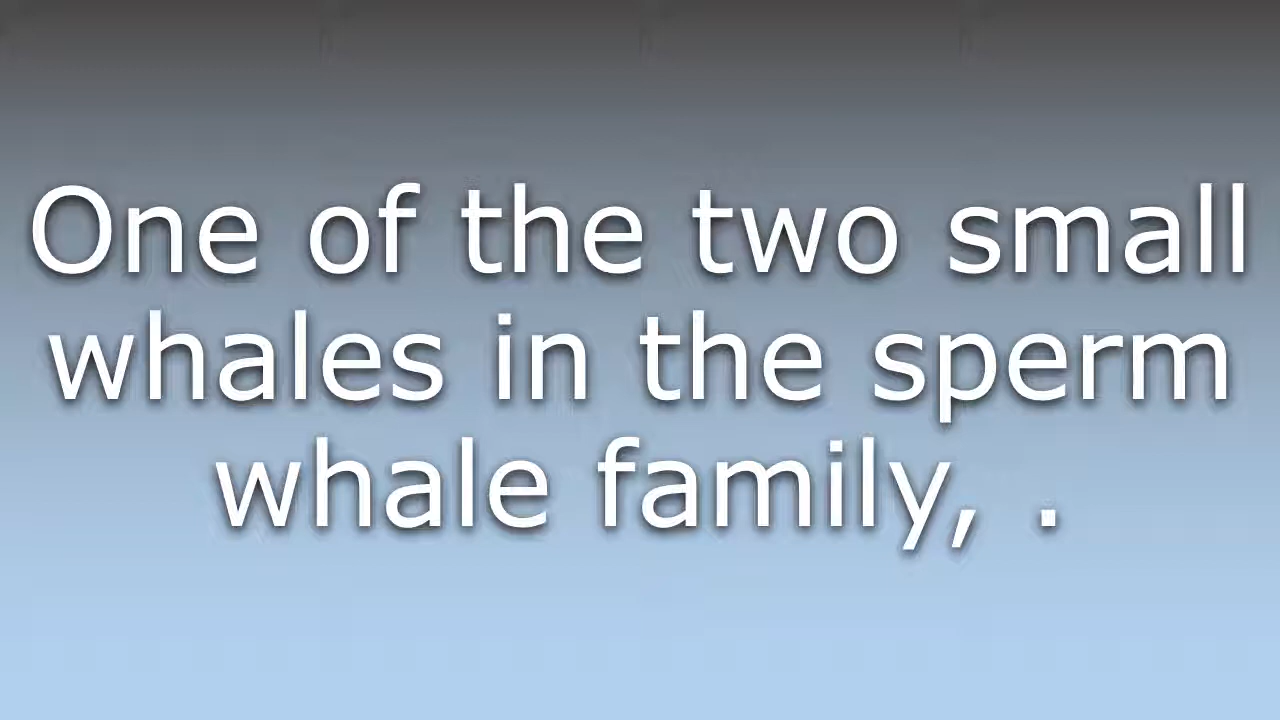 One of the two small
whales in the sperm
whale family, .